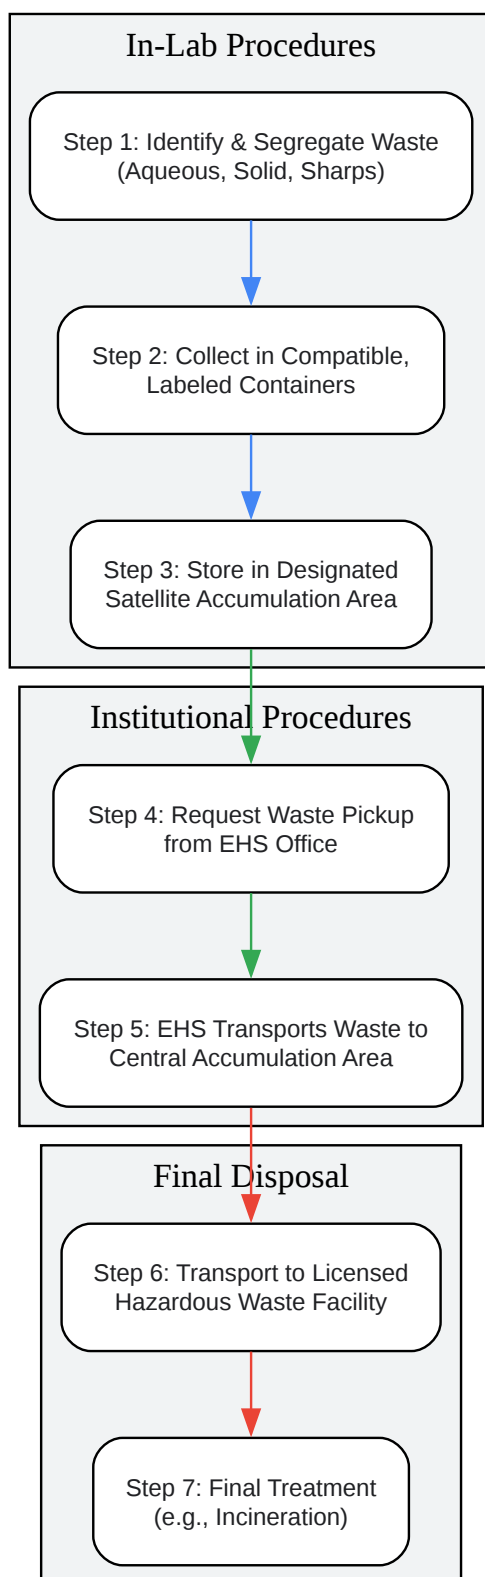 In-Lab Procedures
Step 1: Identify & Segregate Waste
(Aqueous, Solid, Sharps)
Step 2: Collect in Compatible,
Labeled Containers
Step 3: Store in Designated
Satellite Accumulation Area
Institutional Procedures
Step 4: Request Waste Pickup
from EHS Office
Step 5: EHS Transports Waste to
Central Accumulation Area
Final Disposal
Step 6: Transport to Licensed
Hazardous Waste Facility
Step 7: Final Treatment
(e.g., Incineration)